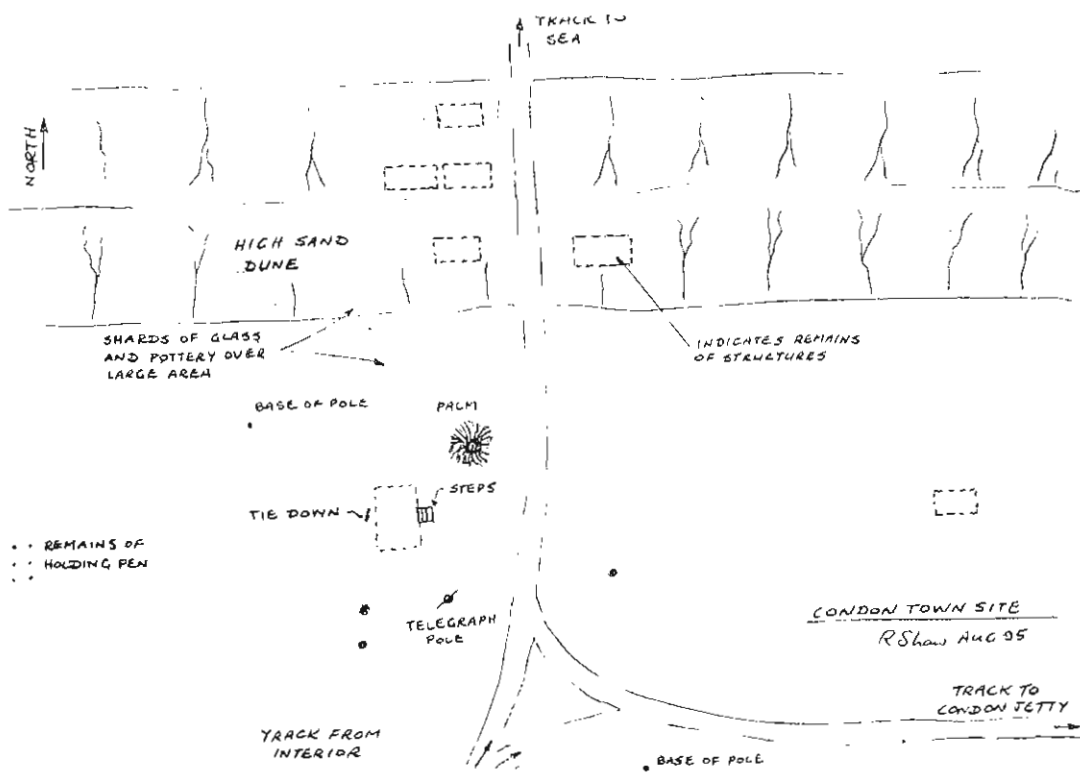 TRACK TO
SEA
NORTH
HIGH SAND
DUNE
SHARDS OF GLASS
AND POTTERY OVER
LARGE AREA
INDICATES REMAINS
OF STRUCTURES
BASE OF POLE
PALM
STEPS
TIE DOWN
REMAINS OF
HOLDING PEN
TELEGRAPH
POLE
CONDON TOWN SITE
R Shaw AUG 95
TRACK TO
CONDON JETTY
TRACK FROM
INTERIOR
BASE OF POLE